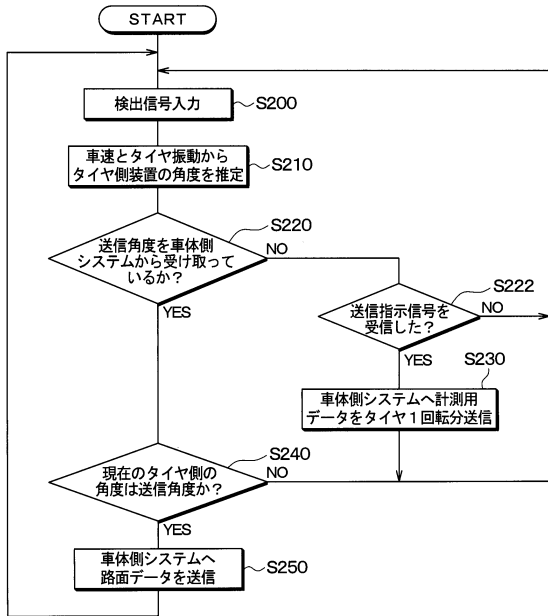 START
検出信号入力
S200
車速とタイヤ振動から
タイヤ側装置の角度を推定
S210
送信角度を車体側
システムから受け取って
いるか?
S220
NO
YES
送信指示信号を
受信した?
S222
NO
YES
車体側システムへ計測用
データをタイヤ1回転分送信
S230
現在のタイヤ側の
角度は送信角度か?
S240
NO
YES
車体側システムへ
路面データを送信
S250